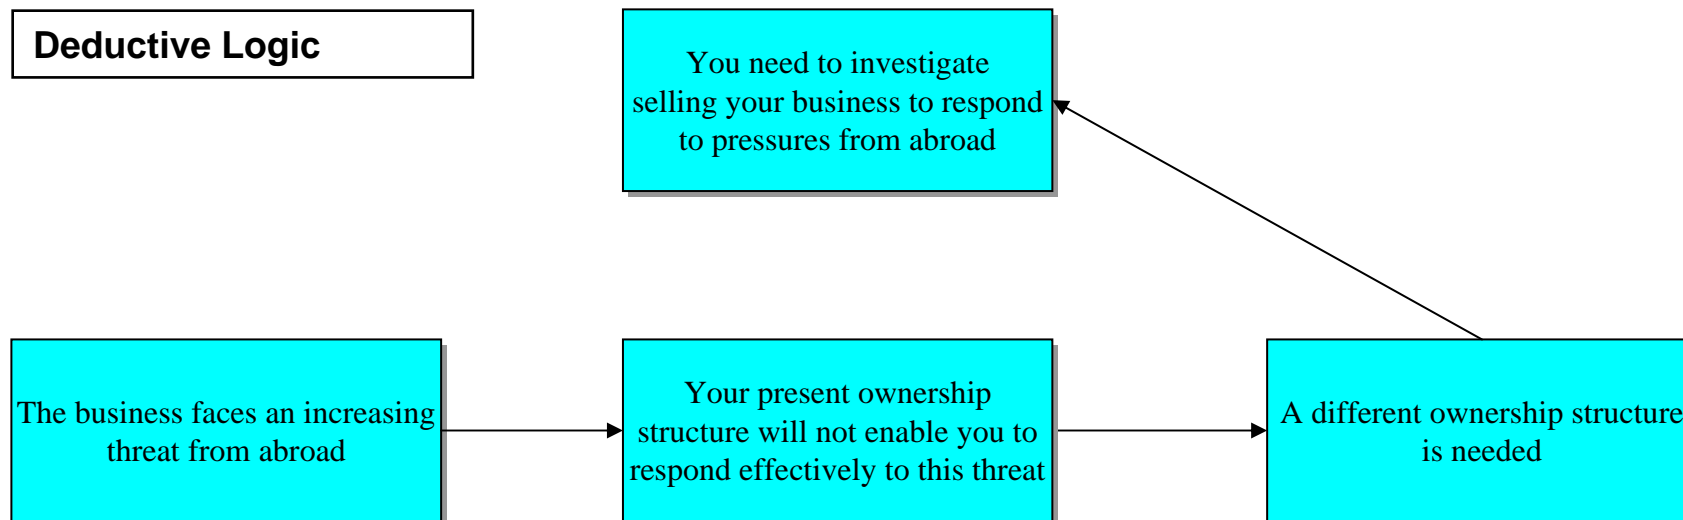 Deductive Logic
You need to investigate
selling your business to respond
to pressures from abroad
The business faces an increasing
threat from abroad
Your present ownership
structure will not enable you to
respond effectively to this threat
A different ownership structure
is needed